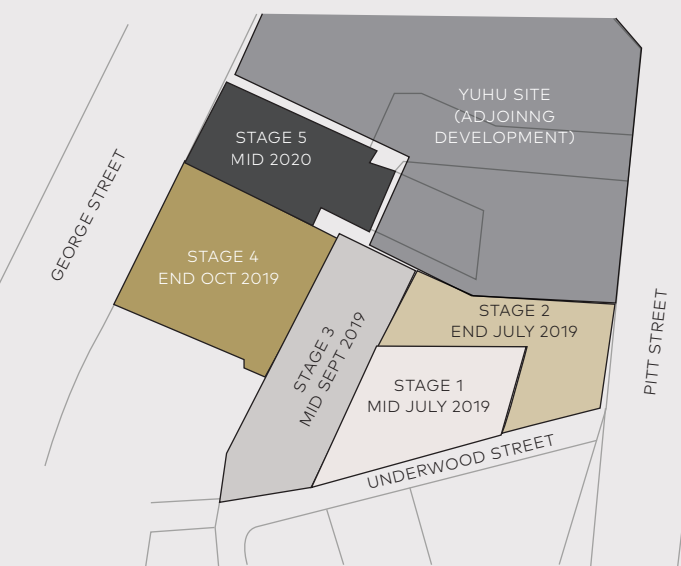 YUHU SITE
(ADJOINNG
DEVELOPMENT)
STAGE 5
MID 2020
GEORGE STREET
STAGE 4
END OCT 2019
STAGE 3
MID SEPT 2019
STAGE 2
END JULY 2019
STAGE 1
MID JULY 2019
PITT STREET
UNDERWOOD STREET